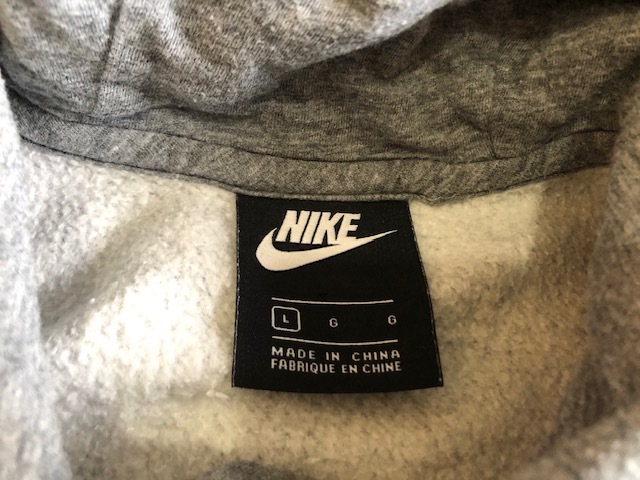 NIKE
L G G
MADE IN CHINA
FABRIQUE EN CHINE